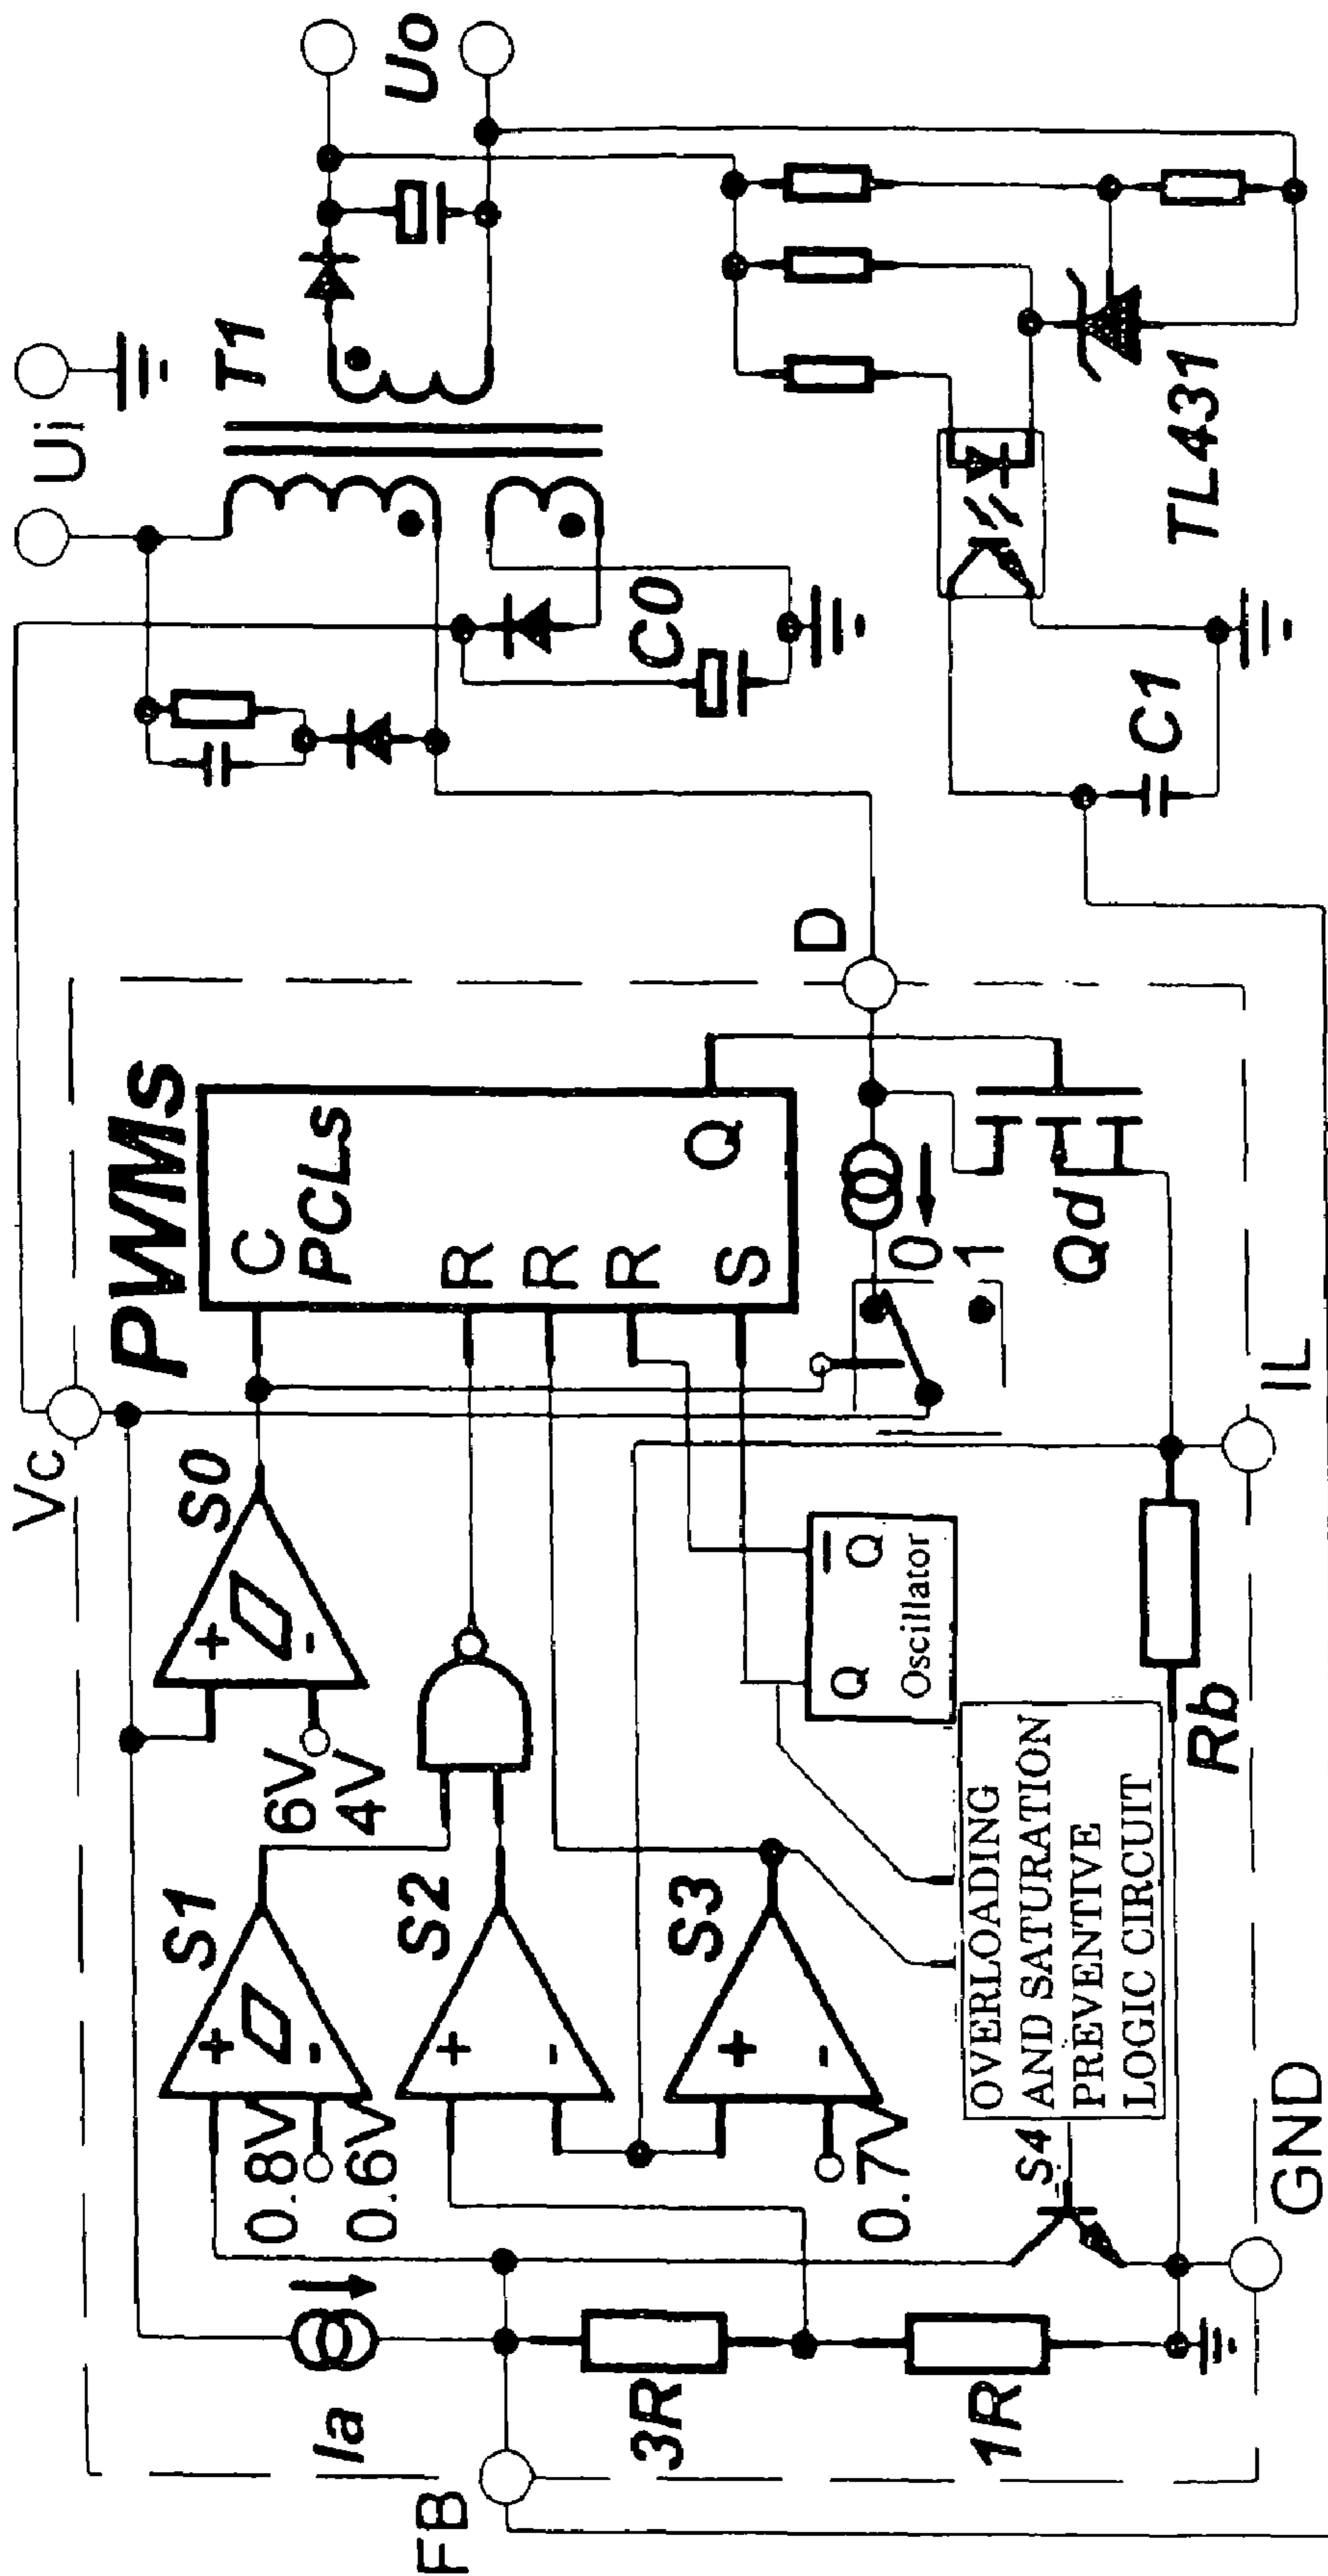 Vc
Ui
T1
Uo
PWMs
S0
+
-
6V
4V
C
PCLs
R
R
R
S
Q
S1
+
-
0.8V
0.6V
Ia
FB
S2
+
-
S3
+
-
0.7V
3R
1R
Q
Q
Oscillator
0
1
D
Qd
C0
C1
TL431
OVERLOADING
AND SATURATION
PREVENTIVE
LOGIC CIRCUIT
S4
Rb
GND
IL